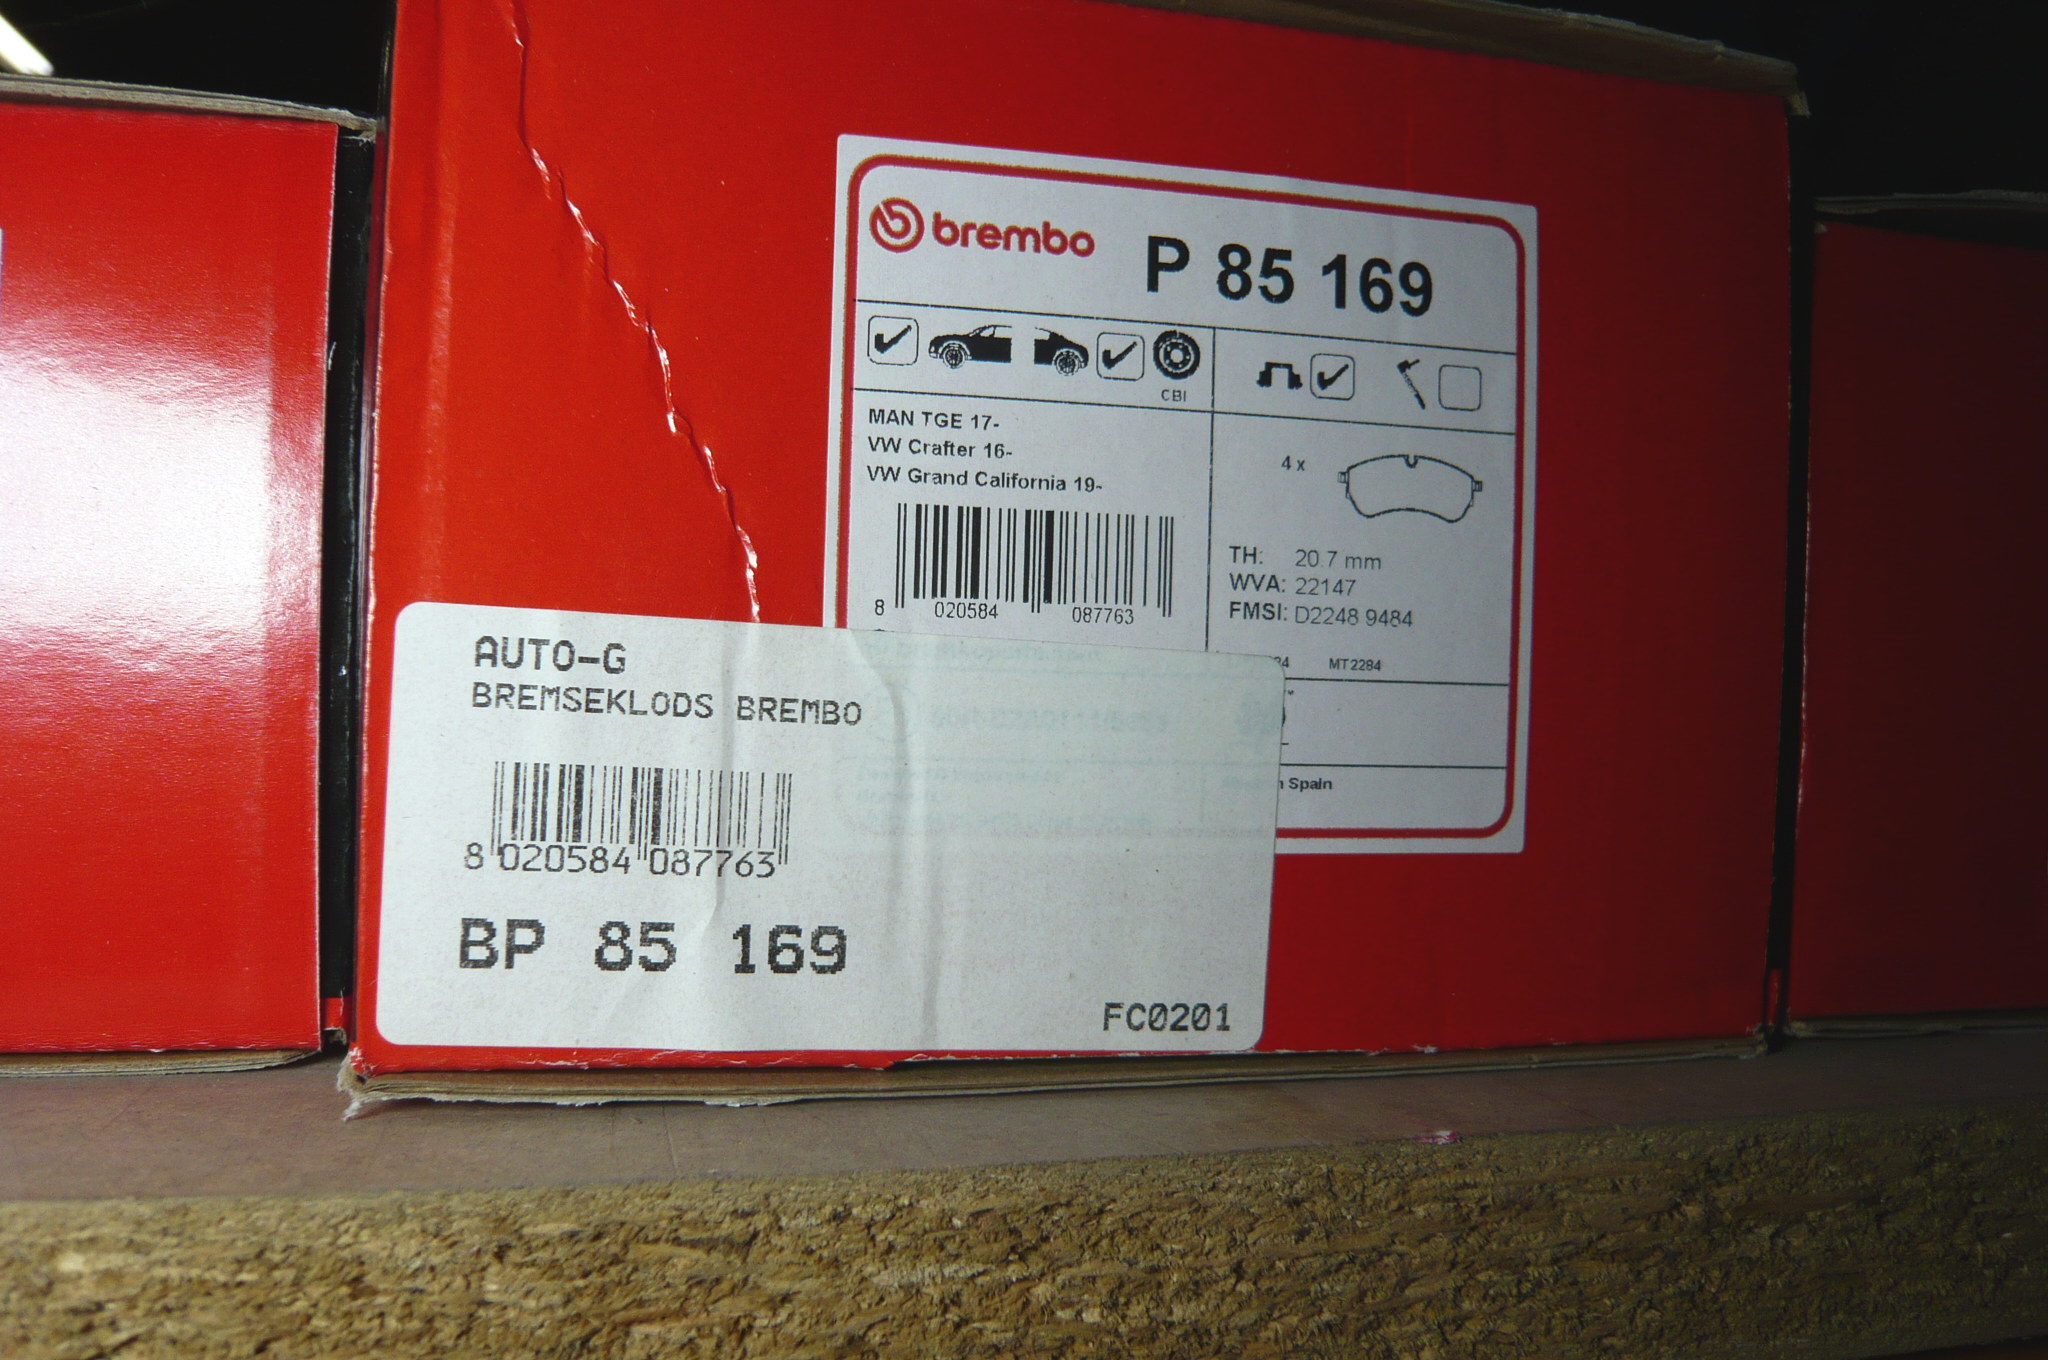 brembo P 85 169
CBI
MAN TGE 17-
VW Crafter 16-
VW Grand California 19-
8 020584 087763
4 x
TH: 20.7 mm
WVA: 22147
FMSI: D2248 9484
MT2284
Spain
AUTO-G
BREMSEKLODS BREMBO
8 020584 087763
BP 85 169
FC0201